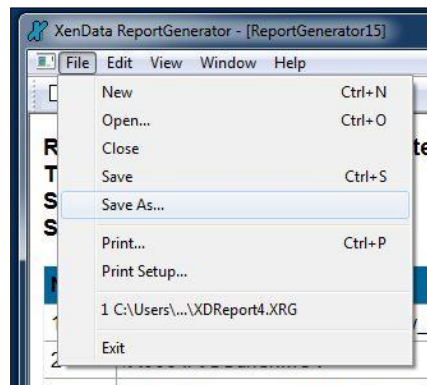 XenData ReportGenerator - [ReportGenerator15]
File Edit View Window Help
New Ctrl+N
Open... Ctrl+O
Close
Save Ctrl+S
Save As...
Print... Ctrl+P
Print Setup...
1 C:\Users\...\XDReport4.XRG
Exit